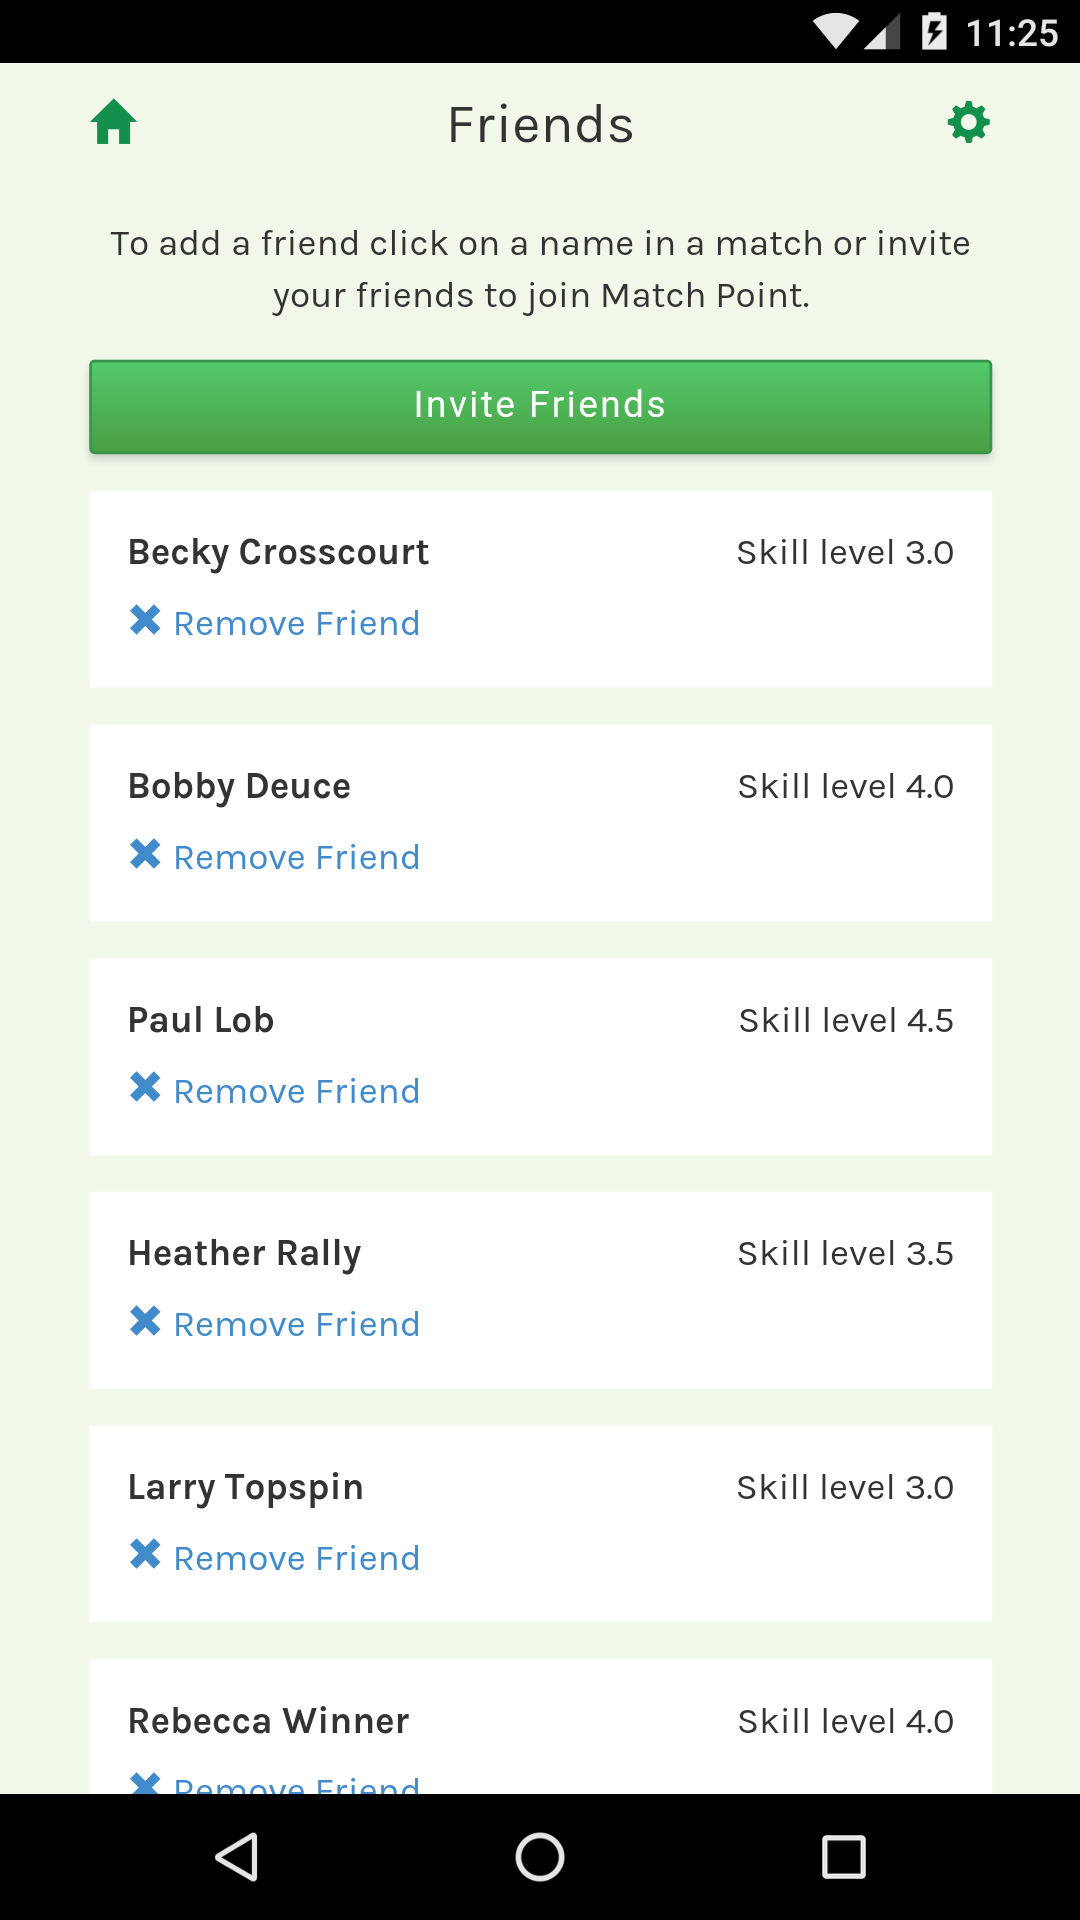 11:25
Friends
To add a friend click on a name in a match or invite
your friends to join Match Point.
Invite Friends
Becky Crosscourt Skill level 3.0
Remove Friend
Bobby Deuce Skill level 4.0
Remove Friend
Paul Lob Skill level 4.5
Remove Friend
Heather Rally Skill level 3.5
Remove Friend
Larry Topspin Skill level 3.0
Remove Friend
Rebecca Winner Skill level 4.0
Remove Friend